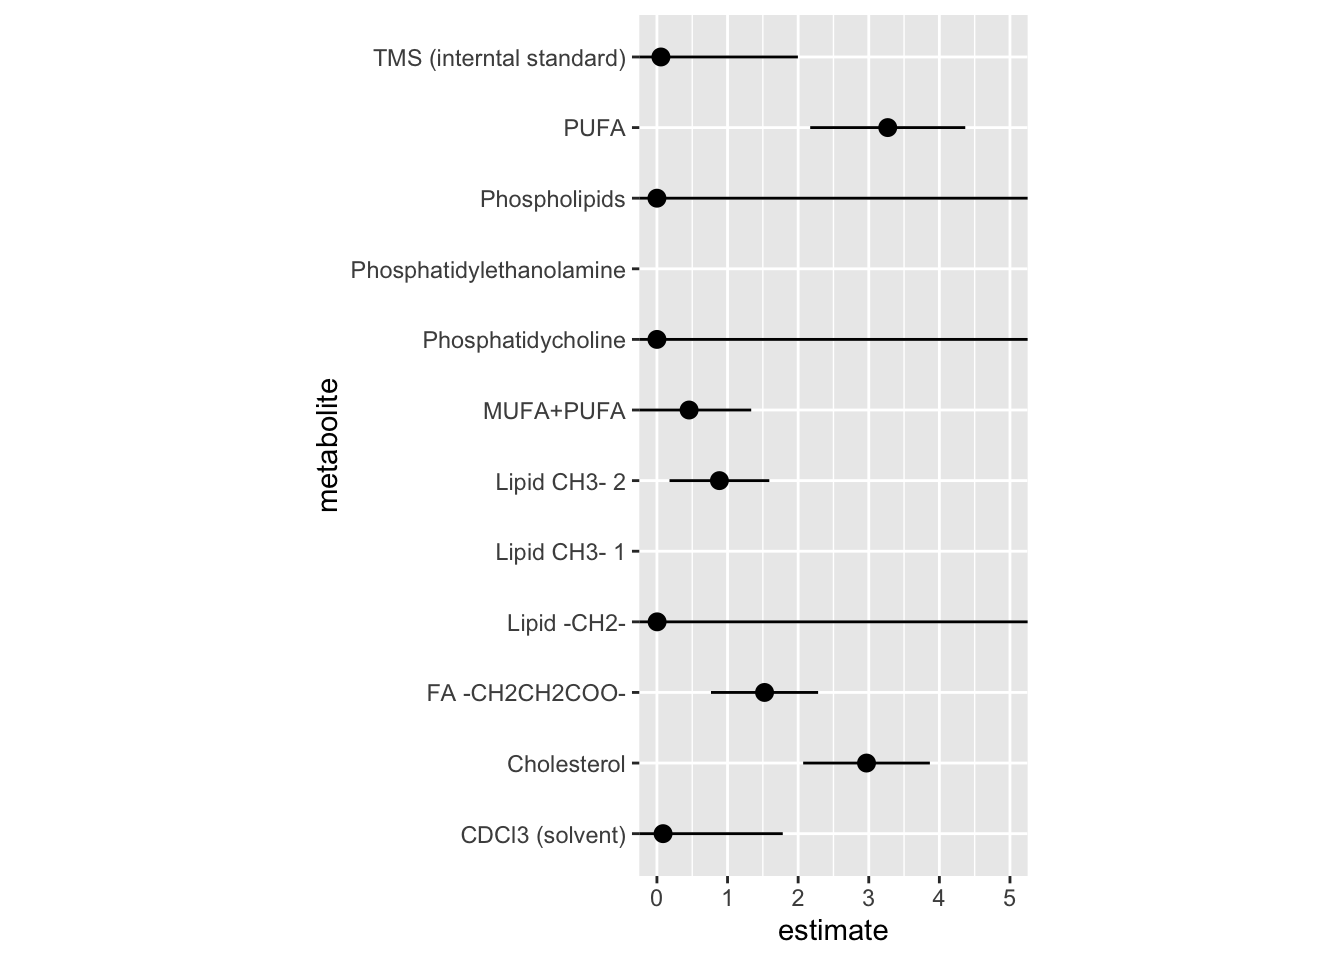 TMS (interntal standard)
PUFA
Phospholipids
Phosphatidylethanolamine
Phosphatidycholine
MUFA+PUFA
Lipid CH3- 2
Lipid CH3- 1
Lipid -CH2-
FA -CH2CH2COO-
Cholesterol
CDCl3 (solvent)
metabolite
0 1 2 3 4 5
estimate